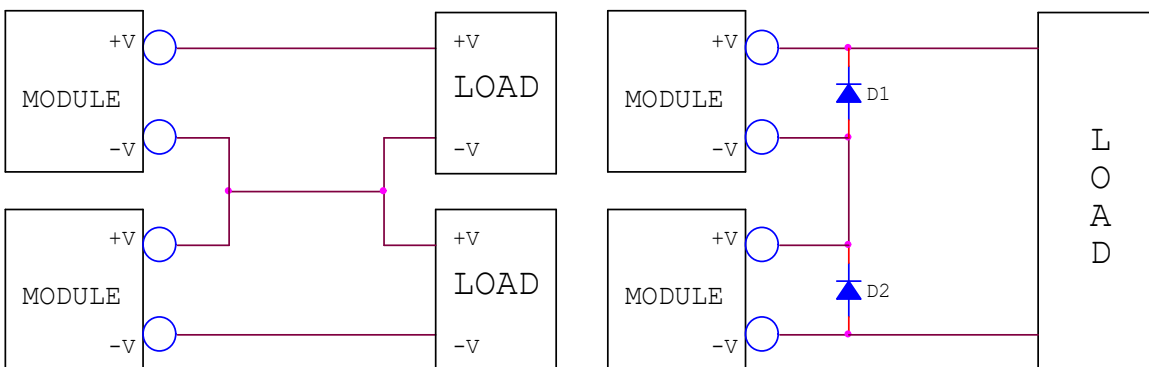 +V
MODULE
-V
+V
LOAD
-V
+V
MODULE
-V
+V
LOAD
-V
+V
MODULE
-V
D1
+V
MODULE
-V
D2
L
O
A
D